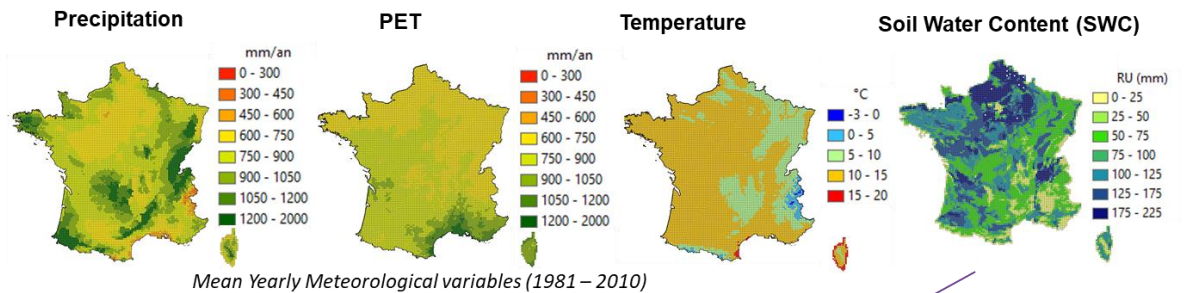 Precipitation
PET
Temperature
Soil Water Content (SWC)
mm/an
0 - 300
300 - 450
450 - 600
600 - 750
750 - 900
900 - 1050
1050 - 1200
1200 - 2000
mm/an
0 - 300
300 - 450
450 - 600
600 - 750
750 - 900
900 - 1050
1050 - 1200
1200 - 2000
°C
-3 - 0
0 - 5
5 - 10
10 - 15
15 - 20
RU (mm)
0 - 25
25 - 50
50 - 75
75 - 100
100 - 125
125 - 175
175 - 225
Mean Yearly Meteorological variables (1981 – 2010)